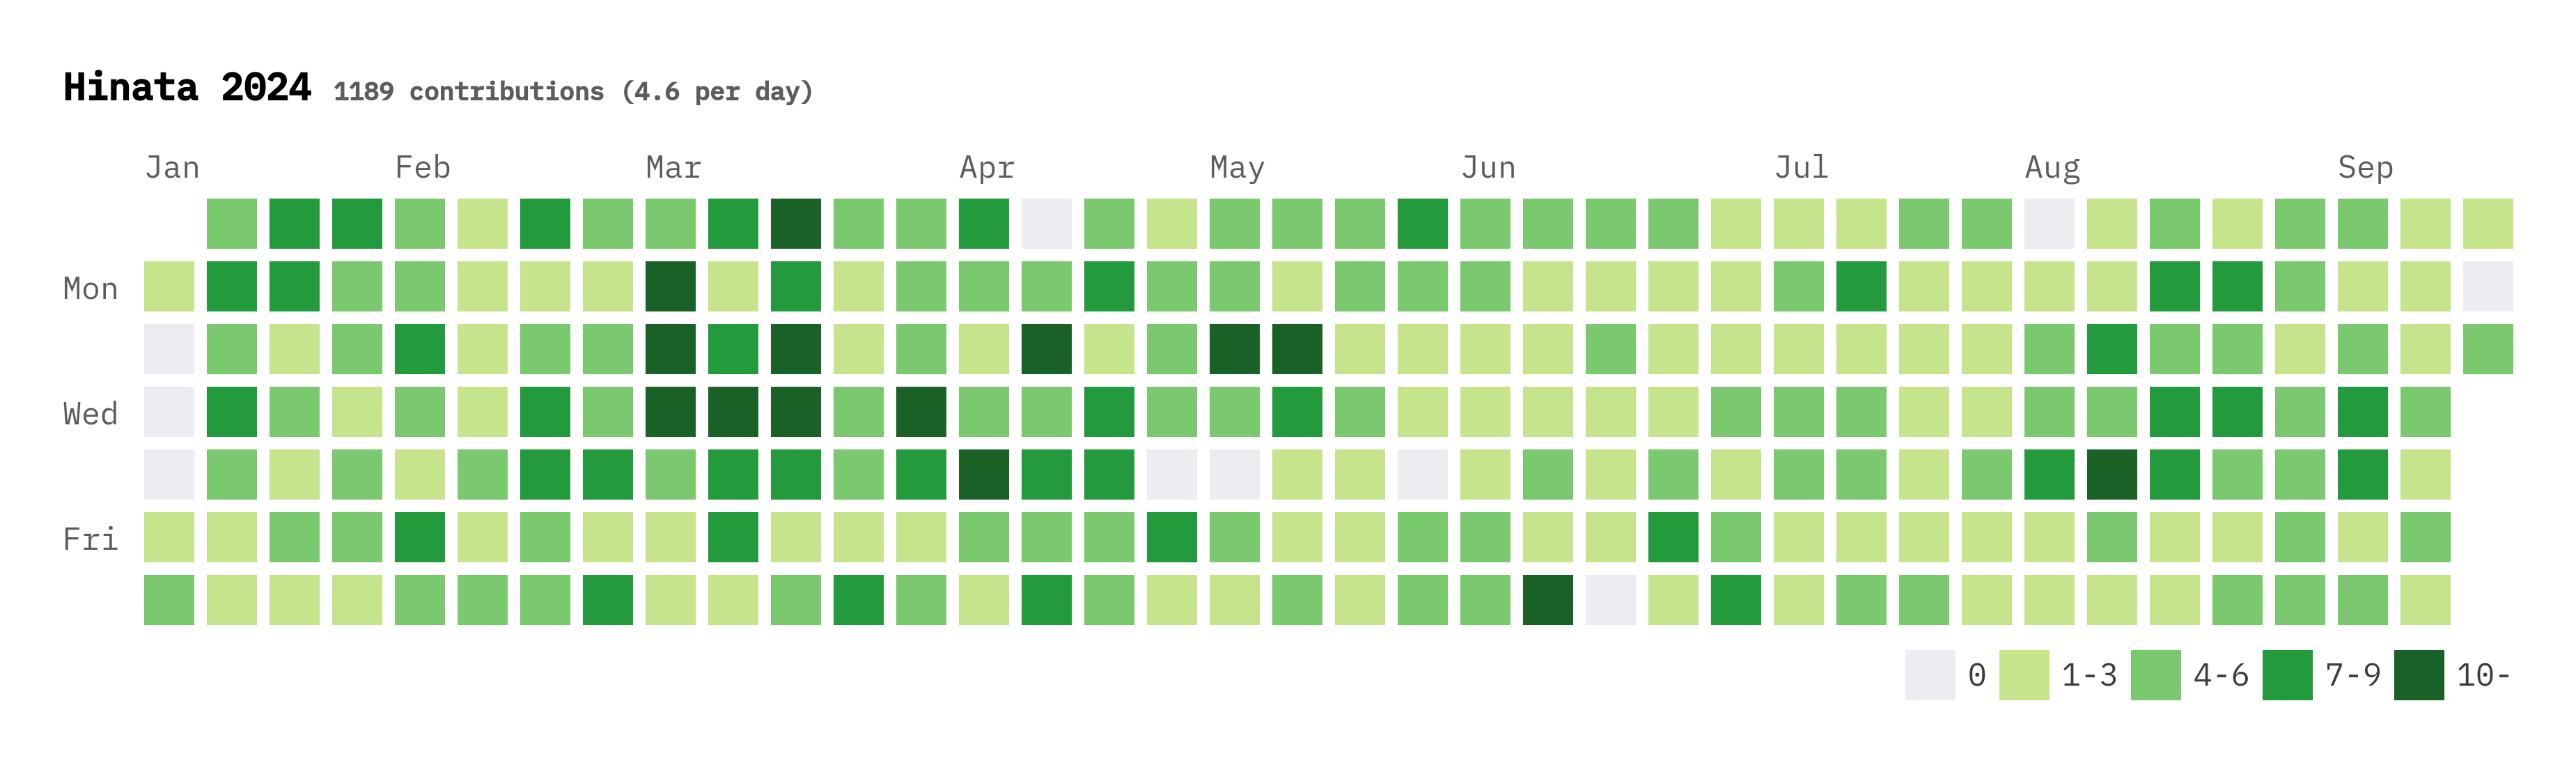 Hinata 2024 1189 contributions (4.6 per day)
Jan Feb Mar Apr May Jun Jul Aug Sep
Mon
Wed
Fri
0 1-3 4-6 7-9 10-